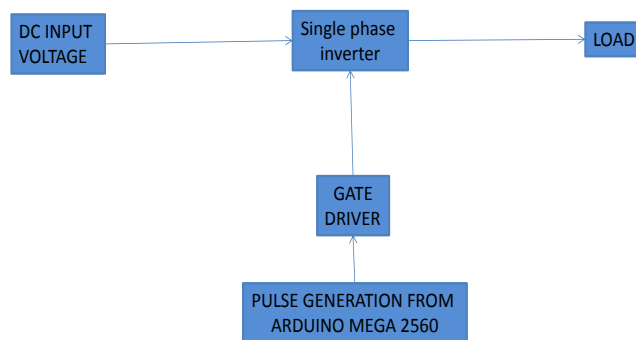 DC INPUT
VOLTAGE
Single phase
inverter
LOAD
GATE
DRIVER
PULSE GENERATION FROM
ARDUINO MEGA 2560